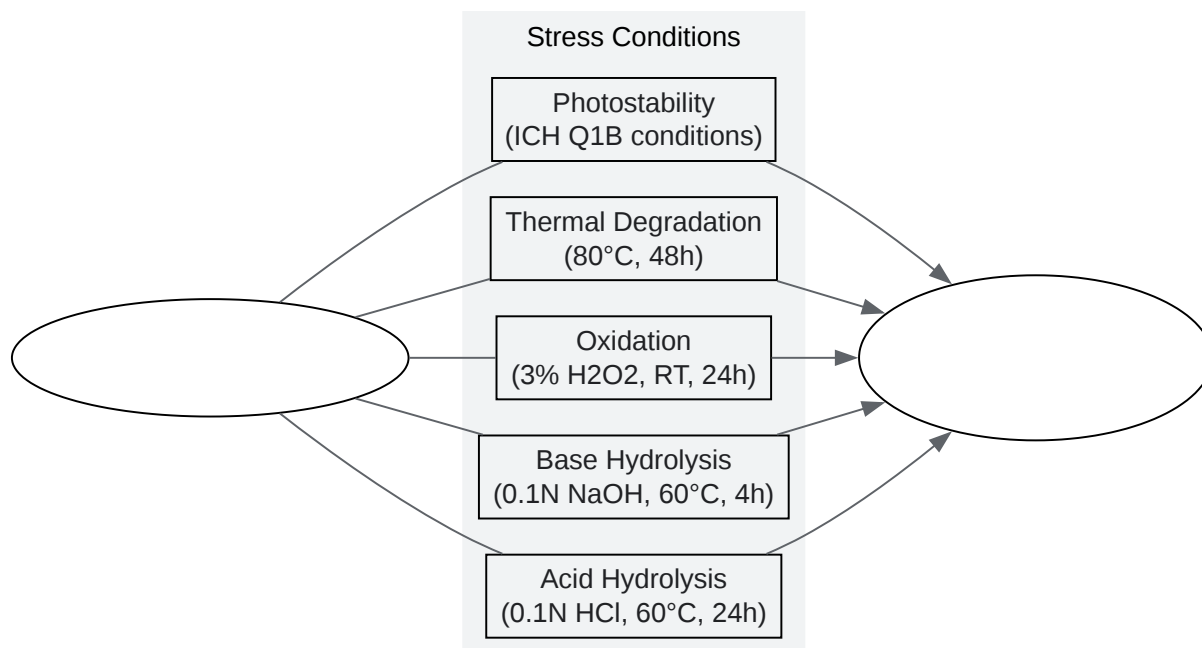 Stress Conditions
Photostability
(ICH Q1B conditions)
Thermal Degradation
(80°C, 48h)
Oxidation
(3% H2O2, RT, 24h)
Base Hydrolysis
(0.1N NaOH, 60°C, 4h)
Acid Hydrolysis
(0.1N HCl, 60°C, 24h)